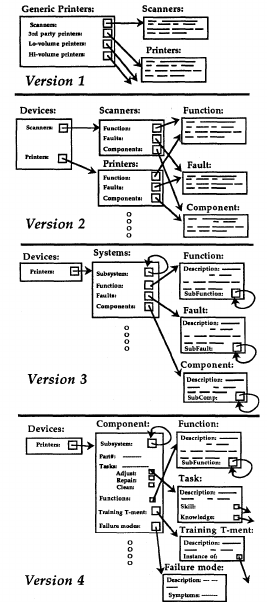 Generic Printers:
Scanners:
3rd party printers:
Lo-volume printers:
Hi-volume printers:
Scanners:
Printers:
Version 1
Devices:
Scanners:
Printers:
Scanners:
Function:
Faults:
Components:
Printers:
Function:
Faults:
Components:
Function:
Fault:
Component:
Version 2
Devices:
Printers:
Systems:
Subsystem:
Function:
Faults:
Components:
Function:
Description:
SubFunction:
Fault:
Description:
SubFault:
Component:
Description:
SubComp:
Version 3
Devices:
Printers:
Component:
Subsystem:
Part#:
Tasks:
Adjust:
Repair:
Clean:
Functions:
Training T-ment:
Failure mode:
Function:
Description:
SubFunction:
Task:
Description:
Skill:
Knowledge:
Training T-ment:
Description:
Instance of:
Failure mode:
Description:
Symptoms:
Version 4